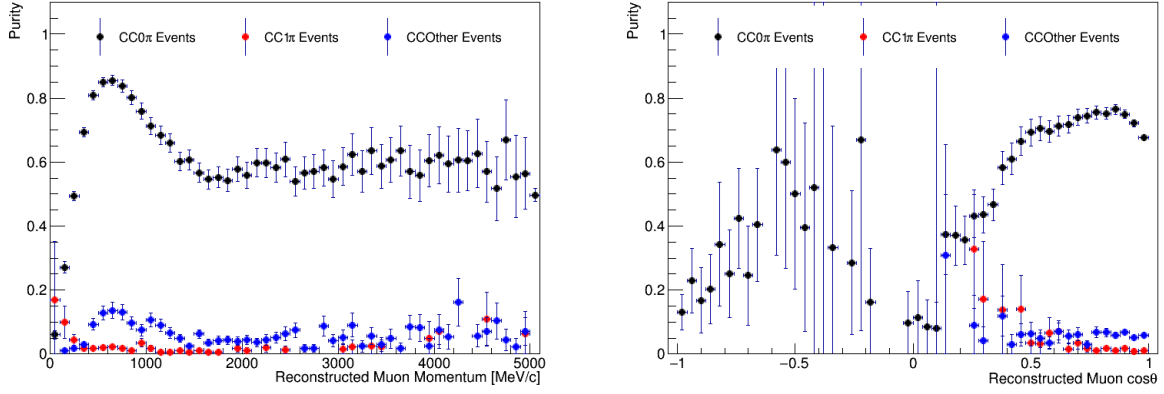 Purity
1
0.8
0.6
0.4
0.2
0
CC0π Events
CC1π Events
CCOther Events
0
1000
2000
3000
4000
5000
Reconstructed Muon Momentum [MeV/c]
Purity
1
0.8
0.6
0.4
0.2
0
CC0π Events
CC1π Events
CCOther Events
−1
−0.5
0
0.5
1
Reconstructed Muon cosθ